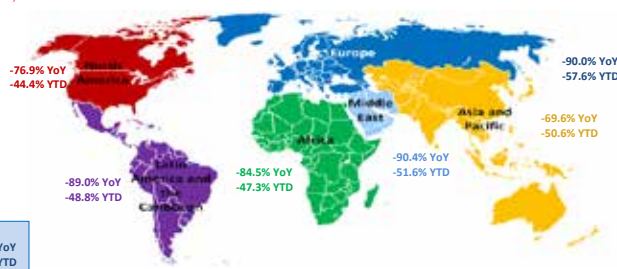 -76.9% YoY
-44.4% YTD
North
America
Europe
-90.0% YoY
-57.6% YTD
Middle
East
Asia and
Pacific
-69.6% YoY
-50.6% YTD
Africa
-84.5% YoY
-47.3% YTD
-90.4% YoY
-51.6% YTD
Latin
America and
the
Caribbean
-89.0% YoY
-48.8% YTD
YoY
YTD